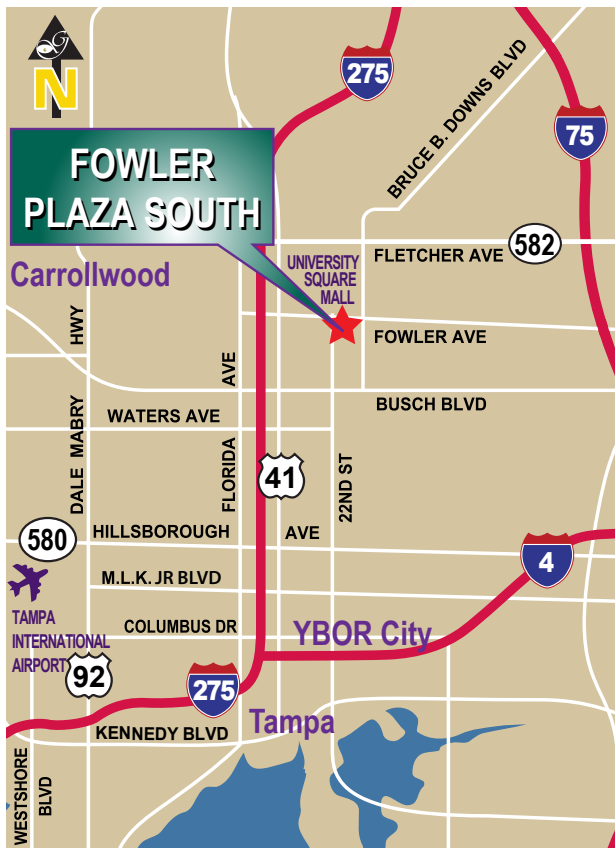 N
275
BRUCE B. DOWNS BLVD
75
FOWLER
PLAZA SOUTH
582
FLETCHER AVE
UNIVERSITY
SQUARE
MALL
Carrollwood
FOWLER AVE
DALE MABRY HWY
FLORIDA AVE
BUSCH BLVD
WATERS AVE
41
22ND ST
580
HILLSBOROUGH AVE
4
M.L.K. JR BLVD
TAMPA
INTERNATIONAL
AIRPORT
COLUMBUS DR
YBOR City
92
275
Tampa
KENNEDY BLVD
WESTSHORE
BLVD